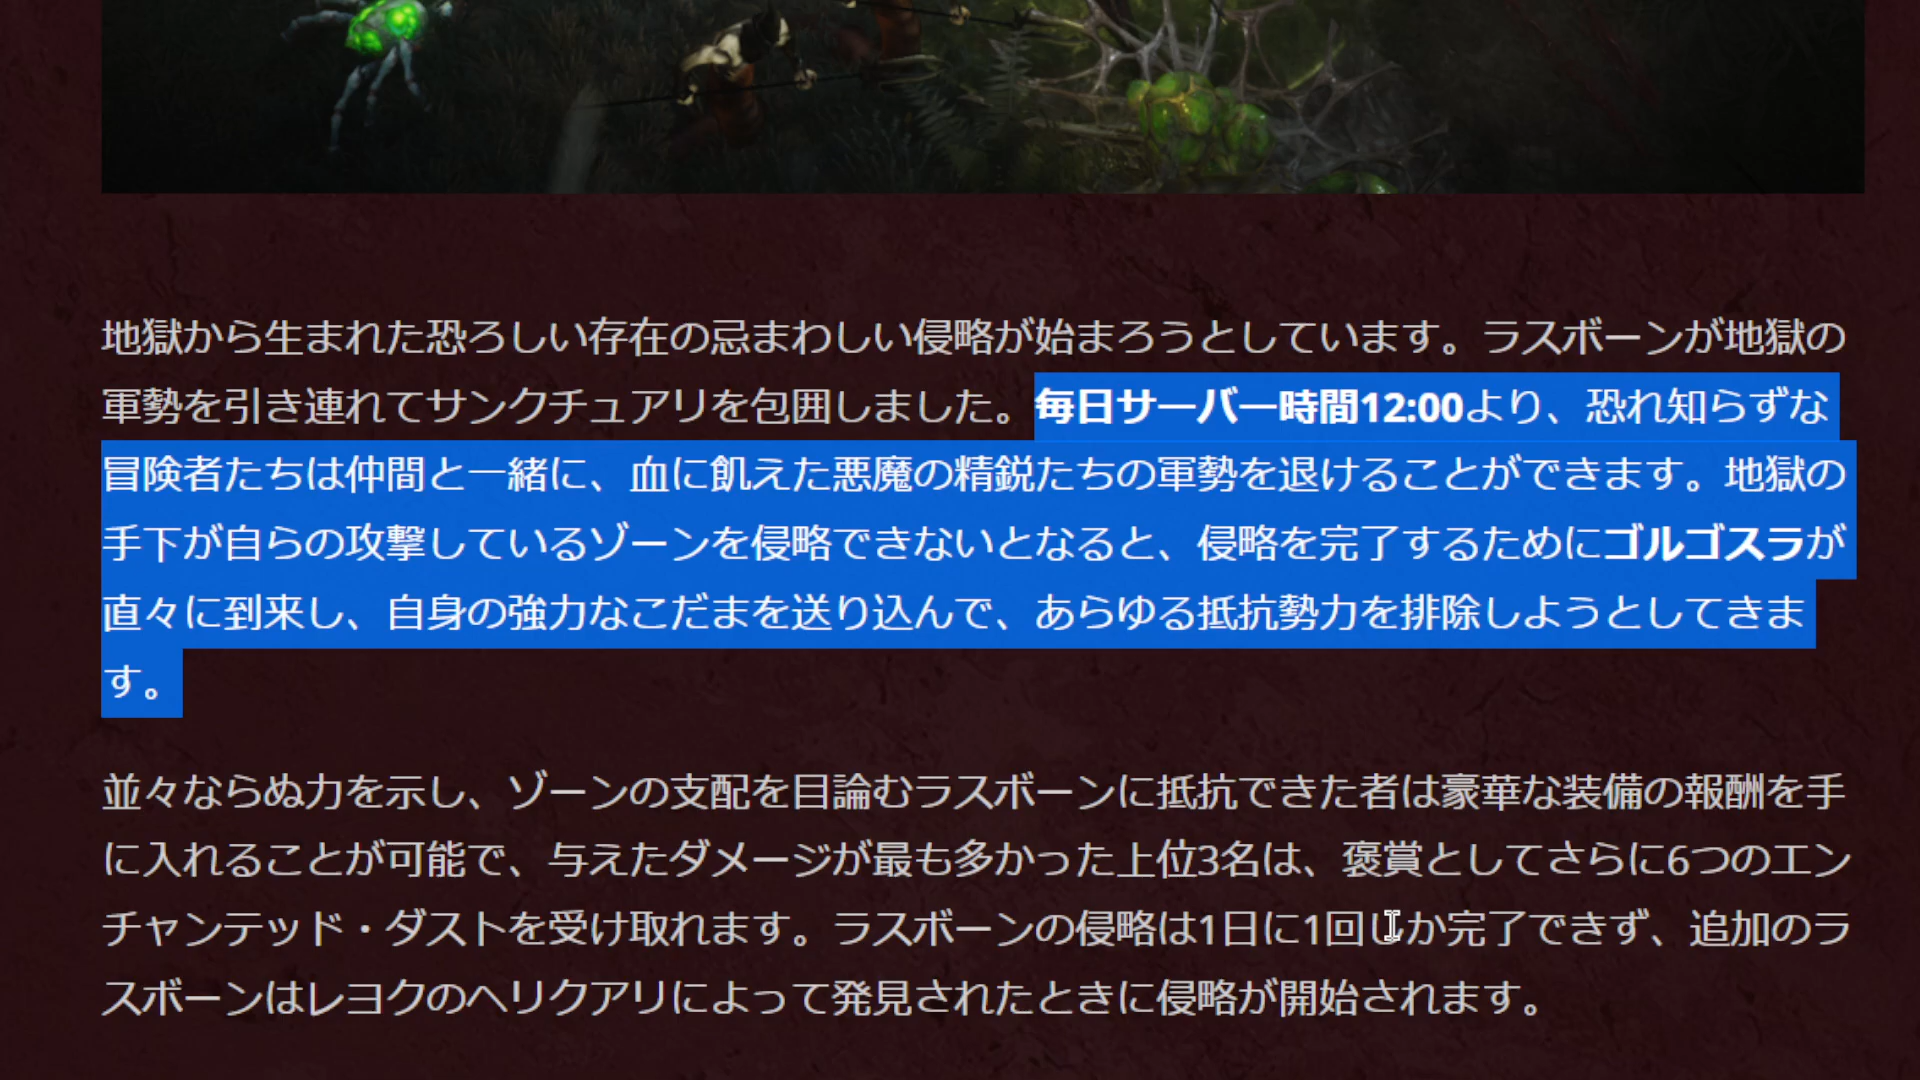 地獄から生まれた恐ろしい存在の忌まわしい侵略が始まろうとしています。ラスボーンが地獄の
軍勢を引き連れてサンクチュアリを包囲しました。毎日サーバー時間12:00より、恐れ知らずな
冒険者たちは仲間と一緒に、血に飢えた悪魔の精鋭たちの軍勢を退けることができます。地獄の
手下が自らの攻撃しているゾーンを侵略できないとなると、侵略を完了するためにゴルゴスラが
直々に到来し、自身の強力なこだまを送り込んで、あらゆる抵抗勢力を排除しようとしてきま
す。
並々ならぬ力を示し、ゾーンの支配を目論むラスボーンに抵抗できた者は豪華な装備の報酬を手
に入れることが可能で、与えたダメージが最も多かった上位3名は、褒賞としてさらに6つのエン
チャンテッド・ダストを受け取れます。ラスボーンの侵略は1日に1回しか完了できず、追加のラ
スボーンはレヨクのヘリクアリによって発見されたときに侵略が開始されます。